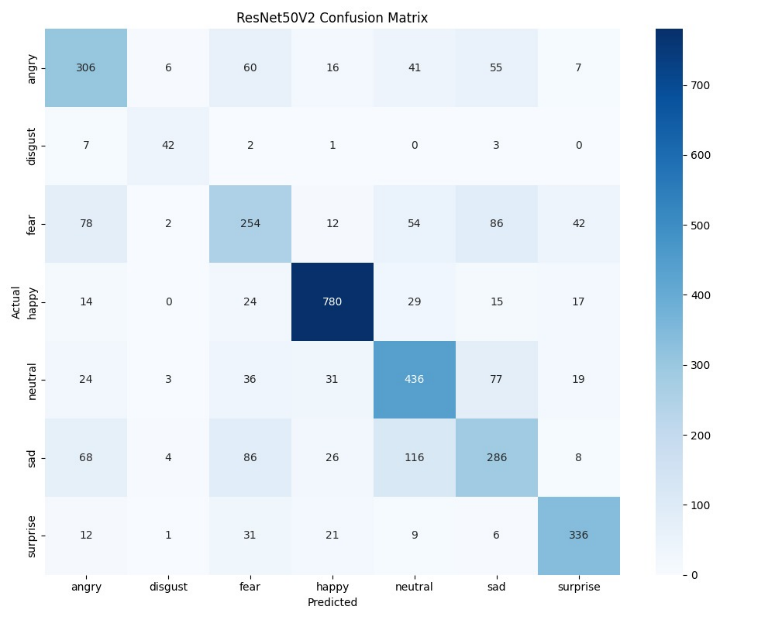 ResNet50V2 Confusion Matrix
angry 306 6 60 16 41 55 7
disgust 7 42 2 1 0 3 0
fear 78 2 254 12 54 86 42
happy 14 0 24 780 29 15 17
neutral 24 3 36 31 436 77 19
sad 68 4 86 26 116 286 8
surprise 12 1 31 21 9 6 336
Actual
angry disgust fear happy neutral sad surprise
Predicted
700
600
500
400
300
200
100
0